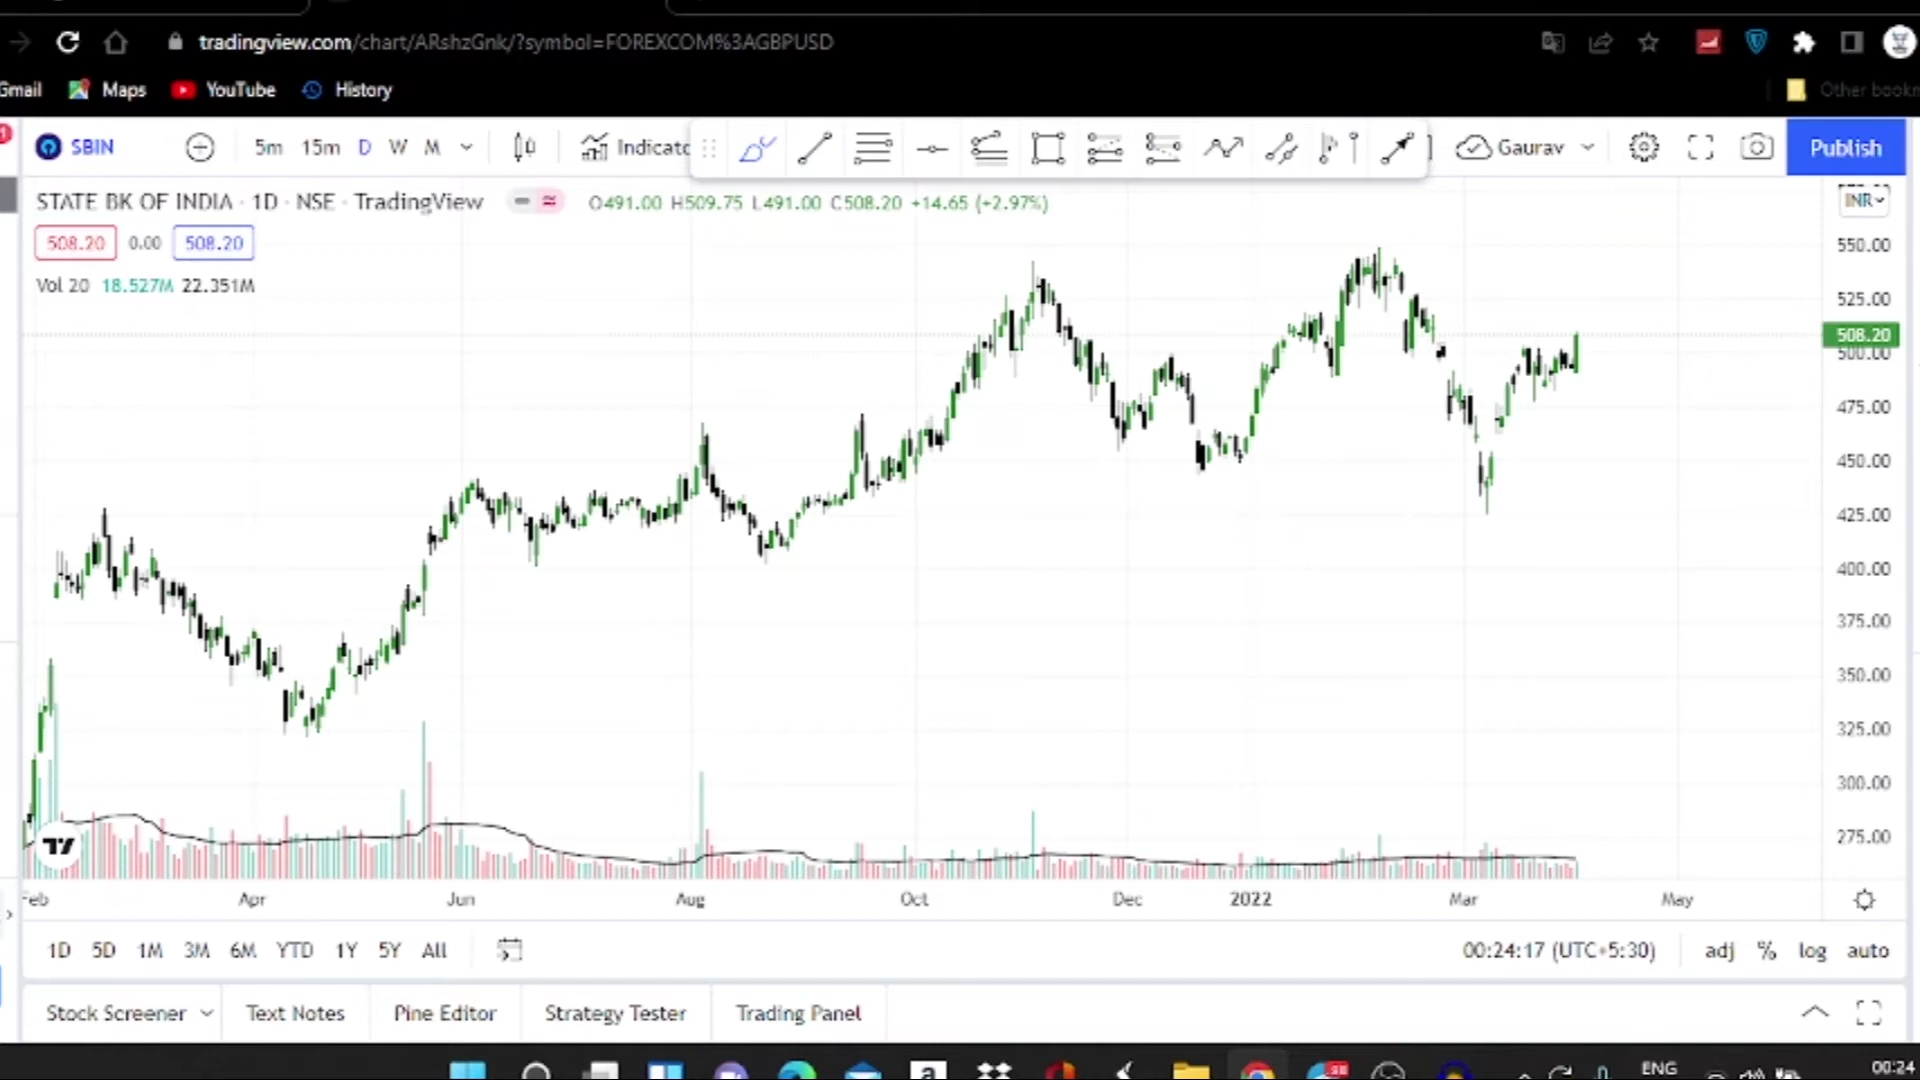 tradingview.com/chart/ARshzGnk/?symbol=FOREXCOM%3AGBPUSD
Gmail Maps YouTube History
SBIN 5m 15m D W M Gaurav Publish
STATE BK OF INDIA · 1D · NSE · TradingView O491.00 H509.75 L491.00 C508.20 +14.65 (+2.97%) INR
508.20 0.00 508.20
Vol 20 18.527M 22.351M
550.00
525.00
508.20
500.00
475.00
450.00
425.00
400.00
375.00
350.00
325.00
300.00
275.00
Apr Jun Aug Oct Dec 2022 Mar May
1D 5D 1M 3M 6M YTD 1Y 5Y All 00:24:17 (UTC+5:30) adj % log auto
Stock Screener Text Notes Pine Editor Strategy Tester Trading Panel
ENG 00:24